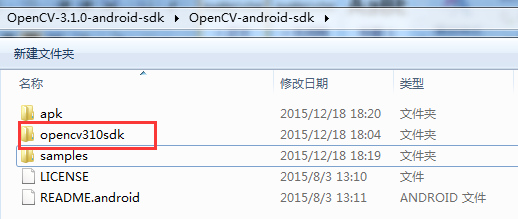 OpenCV-3.1.0-android-sdk ▸ OpenCV-android-sdk ▸
新建文件夹
名称 修改日期 类型
apk 2015/12/18 18:20 文件夹
opencv310sdk 2015/12/18 18:04 文件夹
samples 2015/12/18 18:19 文件夹
LICENSE 2015/8/3 13:10 文件
README.android 2015/8/3 13:11 ANDROID 文件